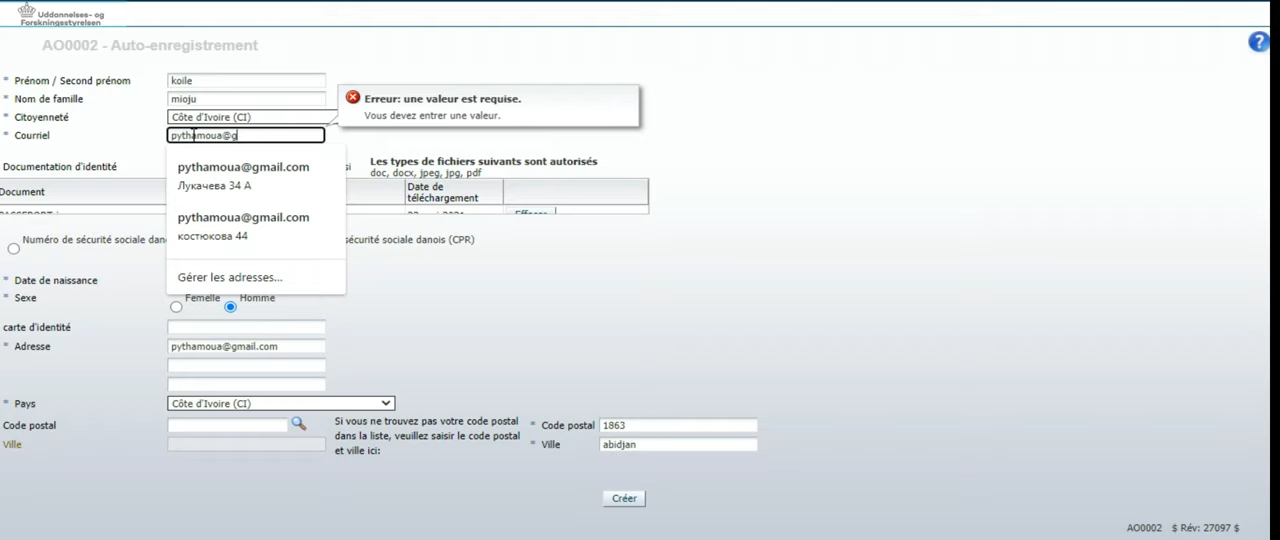 Uddannelses- og
Forskningsstyrelsen
AO0002 - Auto-enregistrement
?
* Prénom / Second prénom koile
* Nom de famille mioju
* Citoyenneté Côte d'Ivoire (CI)
Erreur: une valeur est requise.
Vous devez entrer une valeur.
* Courriel pythamoua@g
pythamoua@gmail.com
Лукачева 34 А
pythamoua@gmail.com
костюкова 44
Gérer les adresses...
Documentation d'identité si
Les types de fichiers suivants sont autorisés
doc, docx, jpeg, jpg, pdf
Document
Date de
téléchargement
Effacer
Numéro de sécurité sociale dan sécurité sociale danois (CPR)
* Date de naissance
* Sexe Femelle Homme
carte d'identité
* Adresse pythamoua@gmail.com
* Pays Côte d'Ivoire (CI)
Code postal
Ville
Si vous ne trouvez pas votre code postal
dans la liste, veuillez saisir le code postal
et ville ici:
* Code postal 1863
* Ville abidjan
Créer
AO0002 $ Rév: 27097 $